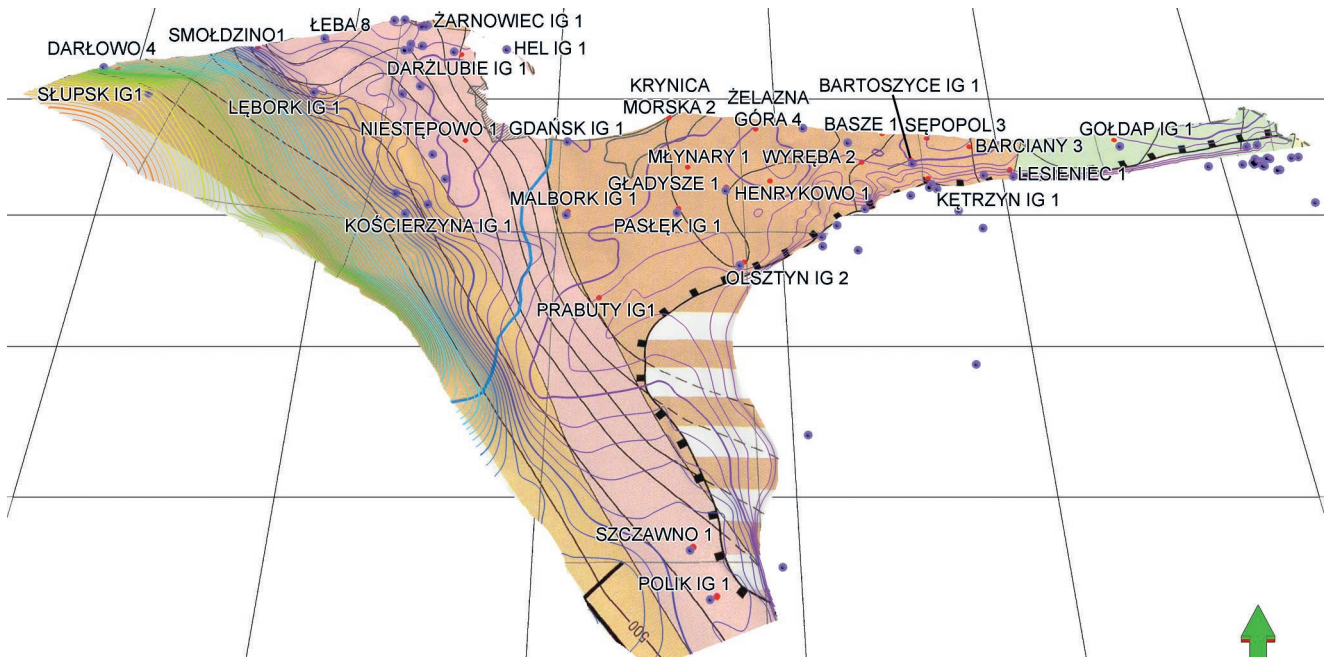 ŁEBA 8
ŻARNOWIEC IG 1
SMOŁDZINO1
HEL IG 1
DARŁOWO 4
DARŻLUBIE IG 1
KRYNICA
MORSKA 2
ŻELAZNA
GÓRA 4
BARTOSZYCE IG 1
SŁUPSK IG1
LĘBORK IG 1
NIESTĘPOWO 1
GDAŃSK IG 1
BASZE 1
SĘPOPOL 3
GOŁDAP IG 1
BARCIANY 3
MŁYNARY 1
WYRĘBA 2
LESIENIEC 1
GŁADYSZE 1
HENRYKOWO 1
KĘTRZYN IG 1
MALBORK IG 1
PASŁĘK IG 1
KOŚCIERZYNA IG 1
OLSZTYN IG 2
PRABUTY IG1
SZCZAWNO 1
POLIK IG 1
500